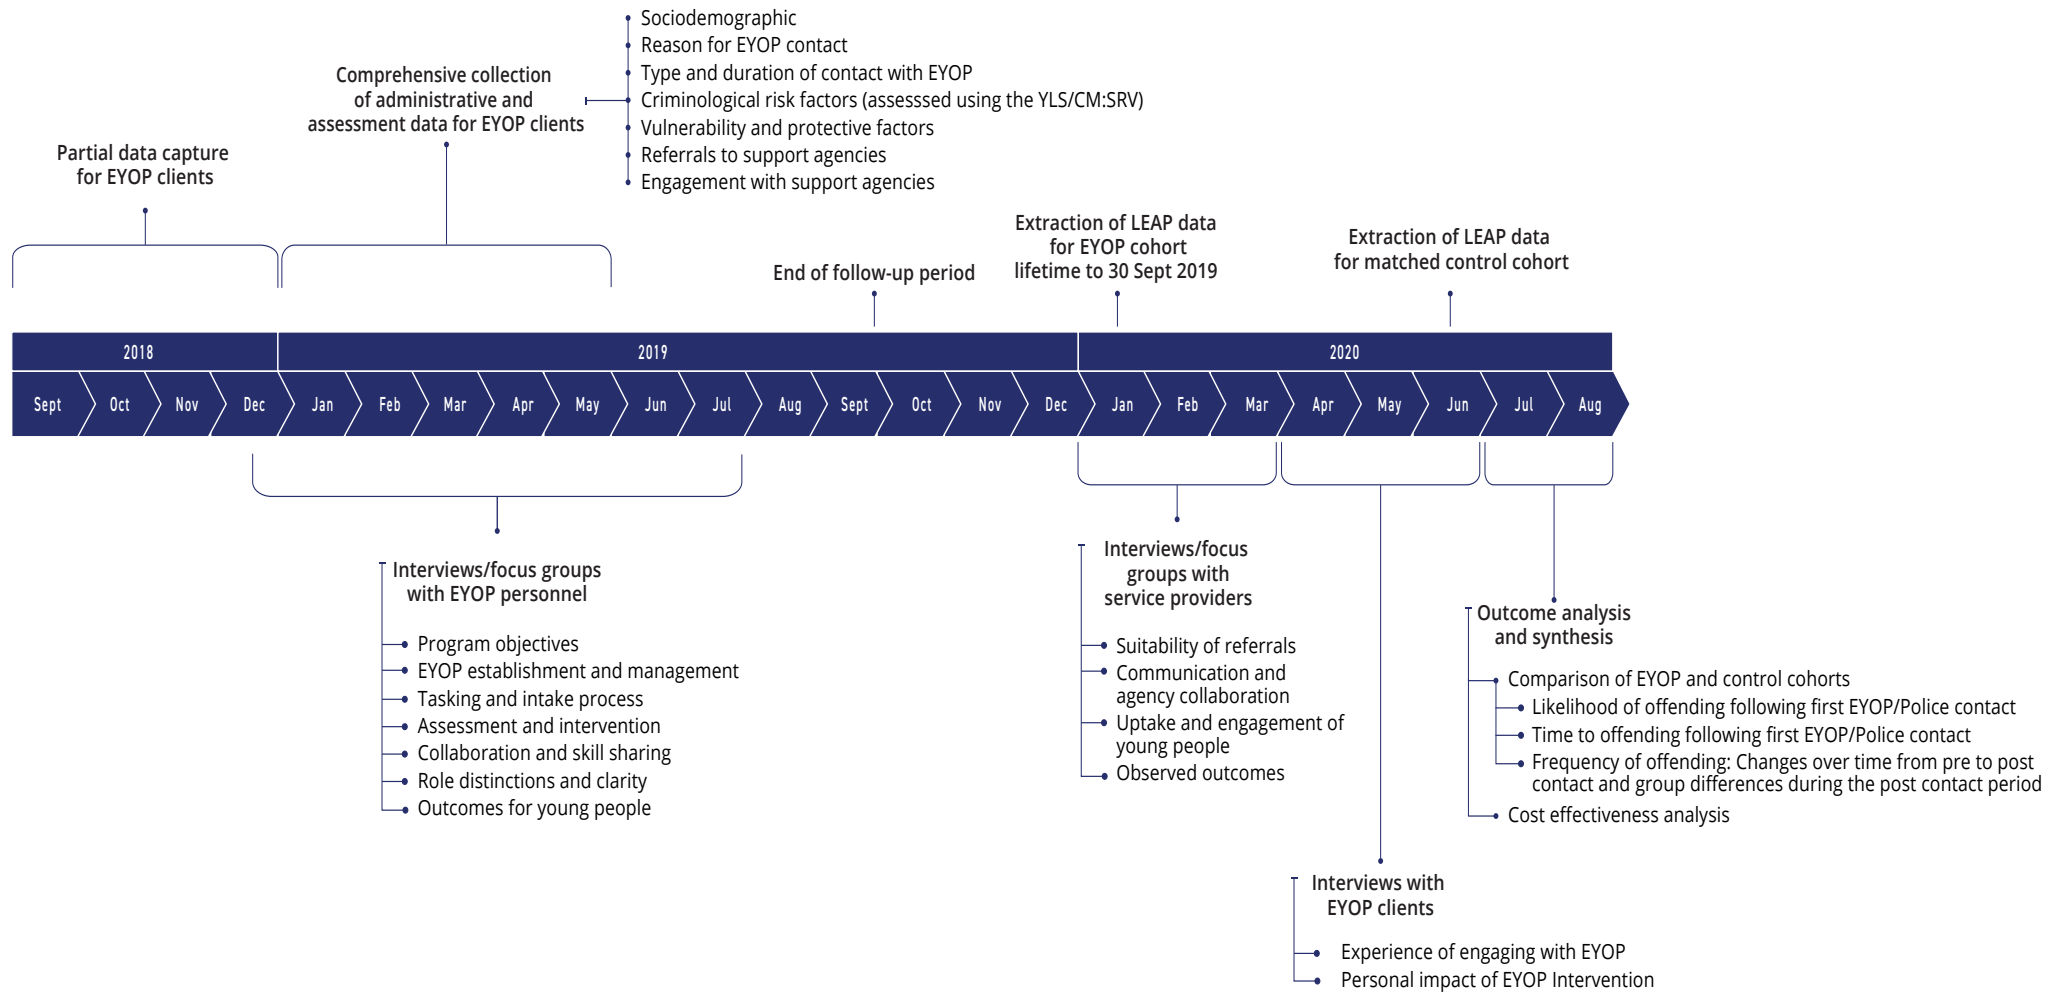 Sociodemographic
Reason for EYOP contact
Type and duration of contact with EYOP
Criminological risk factors (assesssed using the YLS/CM:SRV)
Vulnerability and protective factors
Referrals to support agencies
Engagement with support agencies
Comprehensive collection
of administrative and
assessment data for EYOP clients
Partial data capture
for EYOP clients
End of follow-up period
Extraction of LEAP data
for EYOP cohort
lifetime to 30 Sept 2019
Extraction of LEAP data
for matched control cohort
2018 2019 2020
Sept Oct Nov Dec Jan Feb Mar Apr May Jun Jul Aug Sept Oct Nov Dec Jan Feb Mar Apr May Jun Jul Aug
Interviews/focus groups
with EYOP personnel
Program objectives
EYOP establishment and management
Tasking and intake process
Assessment and intervention
Collaboration and skill sharing
Role distinctions and clarity
Outcomes for young people
Interviews/focus
groups with
service providers
Suitability of referrals
Communication and
agency collaboration
Uptake and engagement of
young people
Observed outcomes
Interviews with
EYOP clients
Experience of engaging with EYOP
Personal impact of EYOP Intervention
Outcome analysis
and synthesis
Comparison of EYOP and control cohorts
Likelihood of offending following first EYOP/Police contact
Time to offending following first EYOP/Police contact
Frequency of offending: Changes over time from pre to post
contact and group differences during the post contact period
Cost effectiveness analysis